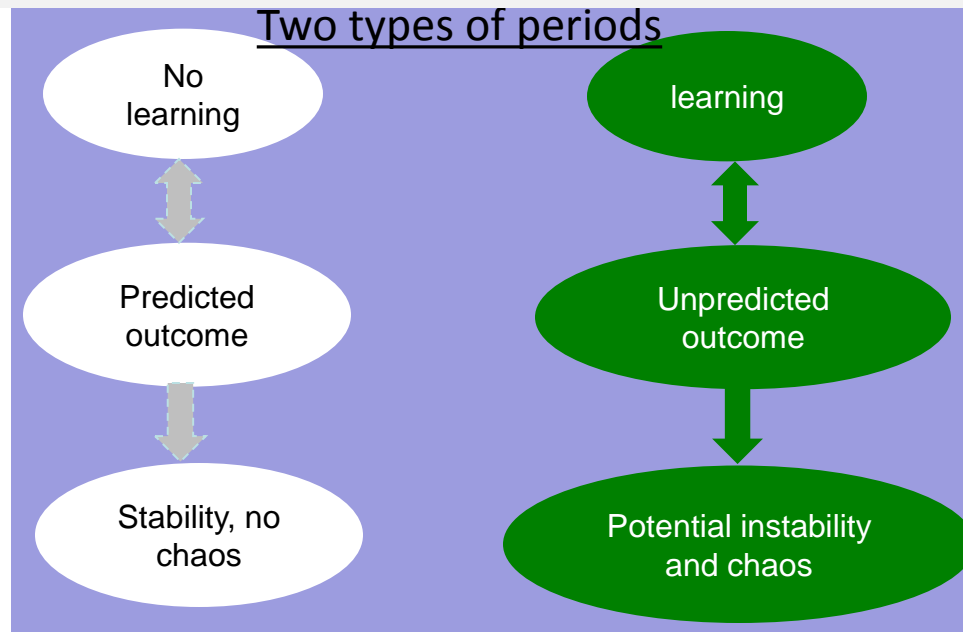 Two types of periods
No
learning
learning
Predicted
outcome
Unpredicted
outcome
Stability, no
chaos
Potential instability
and chaos